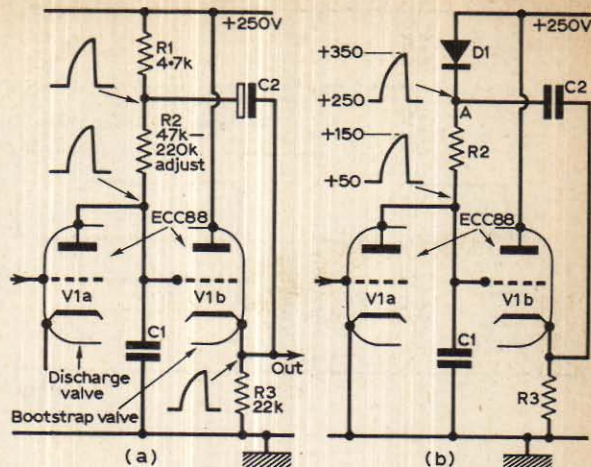 +250V
R1
4·7k
C2
R2
47k—
220k
adjust
ECC88
V1a
V1b
C1
Discharge
valve
Bootstrap valve
Out
R3
22k
(a)
+250V
+350
D1
C2
+250
A
+150
R2
+50
ECC88
V1a
V1b
C1
R3
(b)